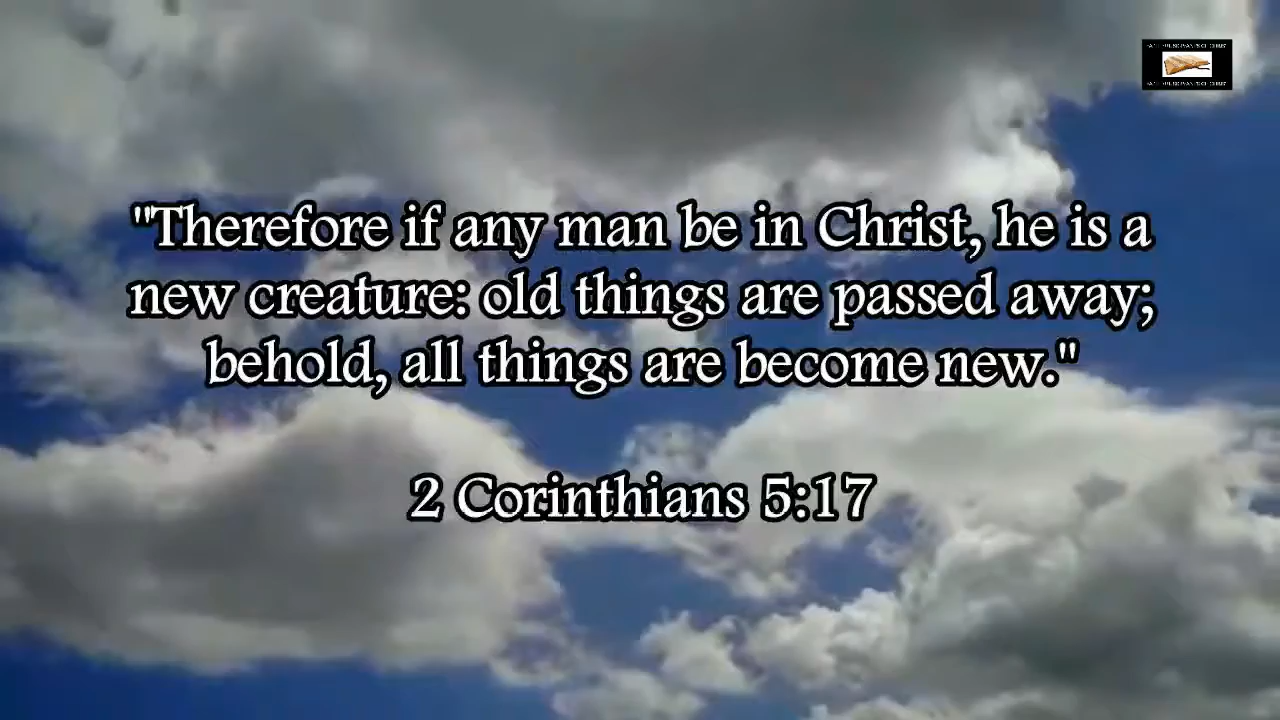 "Therefore if any man be in Christ, he is a
new creature: old things are passed away;
behold, all things are become new."
2 Corinthians 5:17